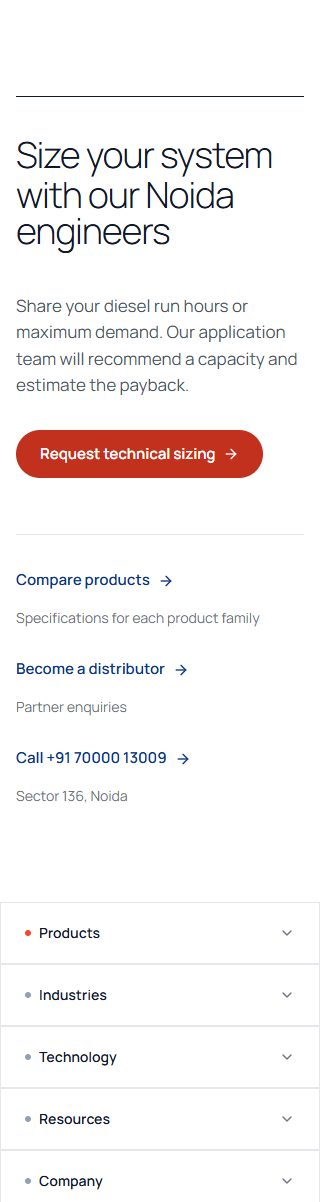 Size your system
with our Noida
engineers
Share your diesel run hours or
maximum demand. Our application
team will recommend a capacity and
estimate the payback.
Request technical sizing →
Compare products →
Specifications for each product family
Become a distributor →
Partner enquiries
Call +91 70000 13009 →
Sector 136, Noida
Products
Industries
Technology
Resources
Company